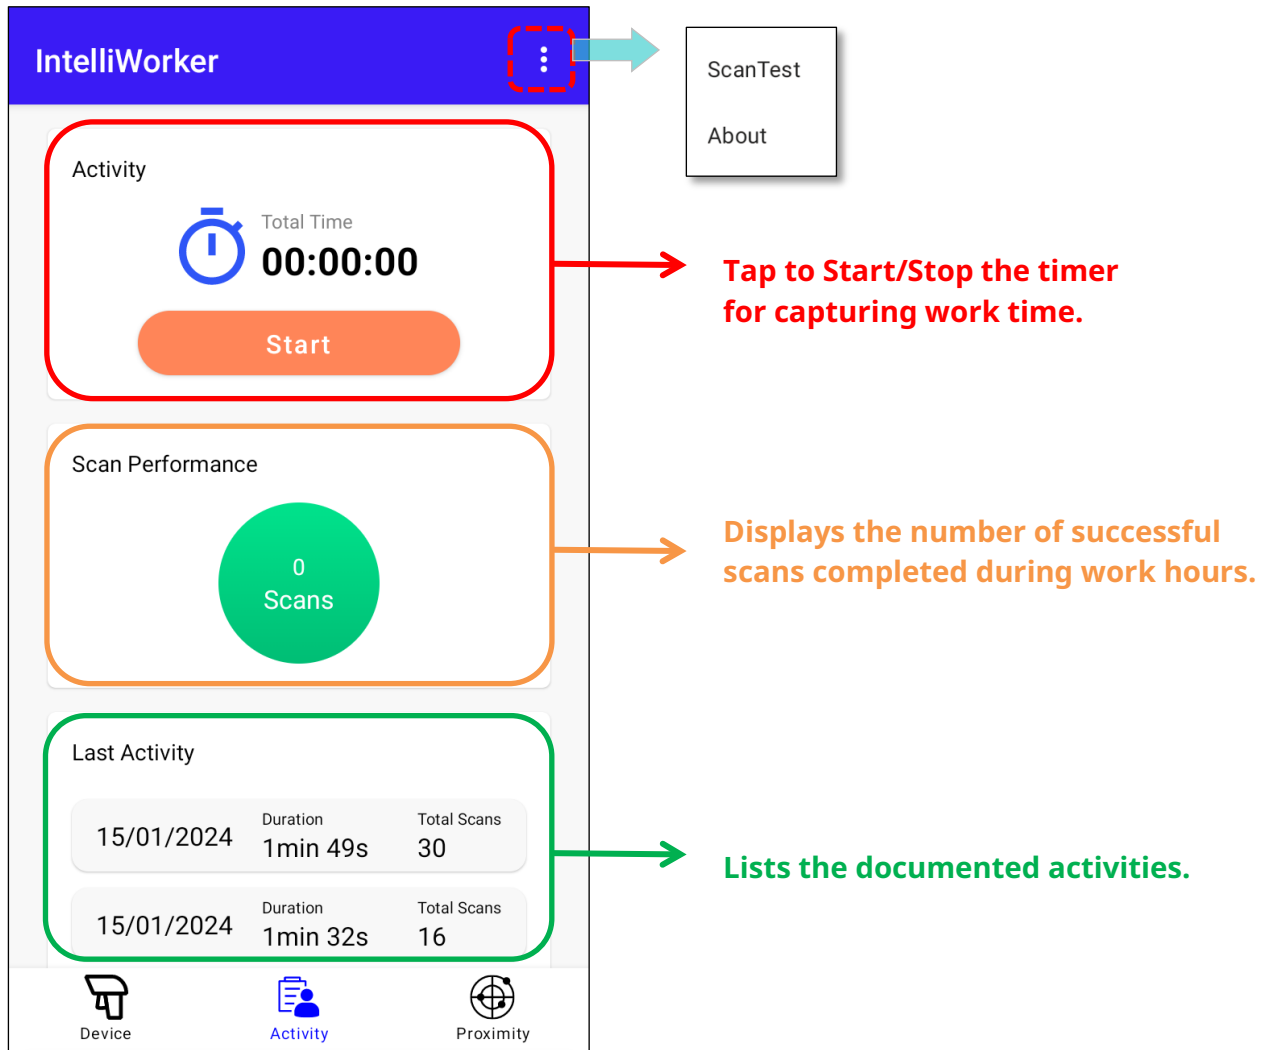 IntelliWorker
ScanTest
About
Activity
Total Time
00:00:00
Start
Tap to Start/Stop the timer
for capturing work time.
Scan Performance
0
Scans
Displays the number of successful
scans completed during work hours.
Last Activity
15/01/2024
Duration
1min 49s
Total Scans
30
15/01/2024
Duration
1min 32s
Total Scans
16
Lists the documented activities.
Device
Activity
Proximity